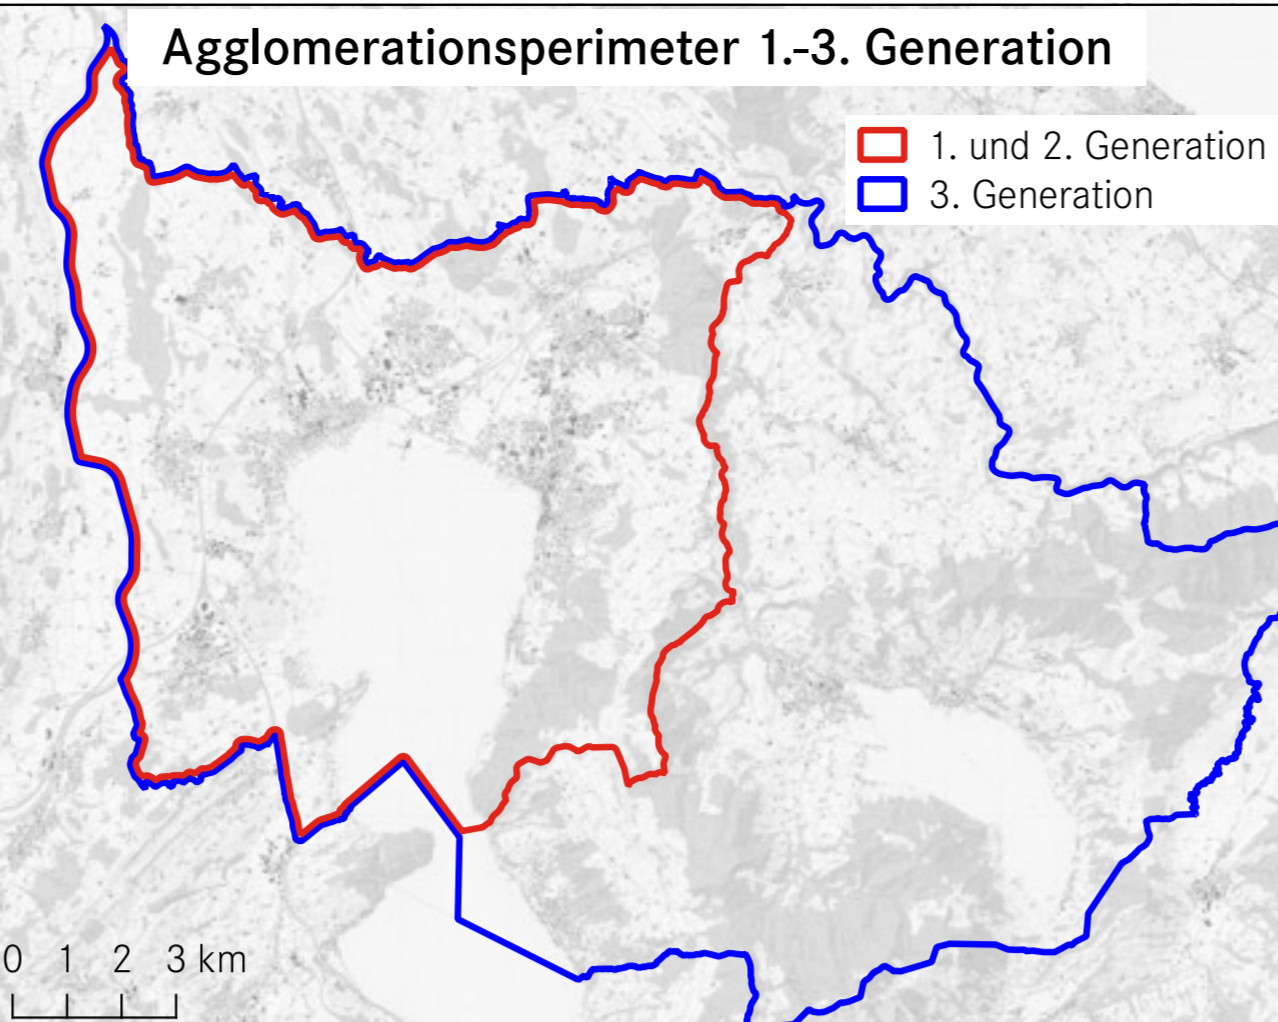 Agglomerationsperimeter 1.-3. Generation
1. und 2. Generation
3. Generation
0 1 2 3 km